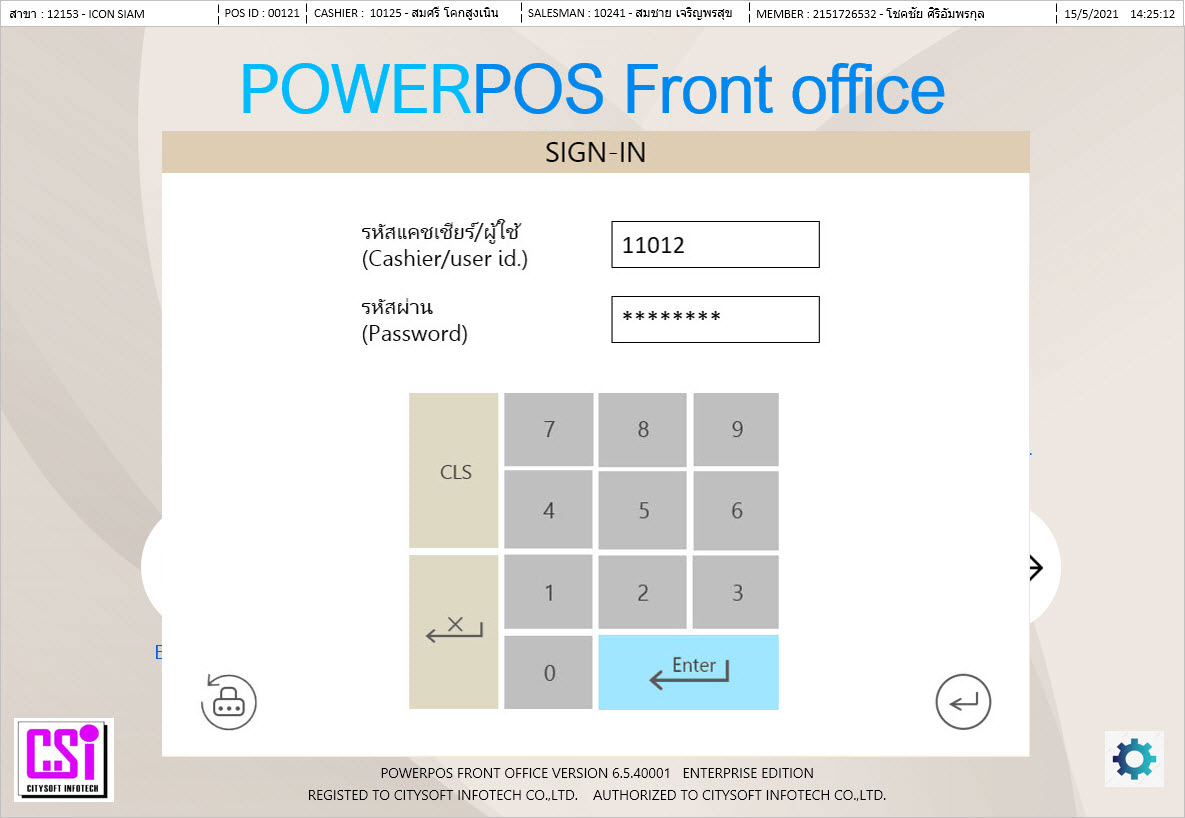 สาขา : 12153 - ICON SIAM POS ID : 00121 CASHIER : 10125 - สมศรี โคกสูงเนิน SALESMAN : 10241 - สมชาย เจริญพรสุข MEMBER : 2151726532 - โชคชัย ศิริอัมพรกุล 15/5/2021 14:25:12
POWERPOS Front office
SIGN-IN
รหัสแคชเชียร์/ผู้ใช้
(Cashier/user id.)
11012
รหัสผ่าน
(Password)
********
CLS
7 8 9
4 5 6
1 2 3
0 Enter
CSi
CITYSOFT INFOTECH
POWERPOS FRONT OFFICE VERSION 6.5.40001 ENTERPRISE EDITION
REGISTED TO CITYSOFT INFOTECH CO.,LTD. AUTHORIZED TO CITYSOFT INFOTECH CO.,LTD.